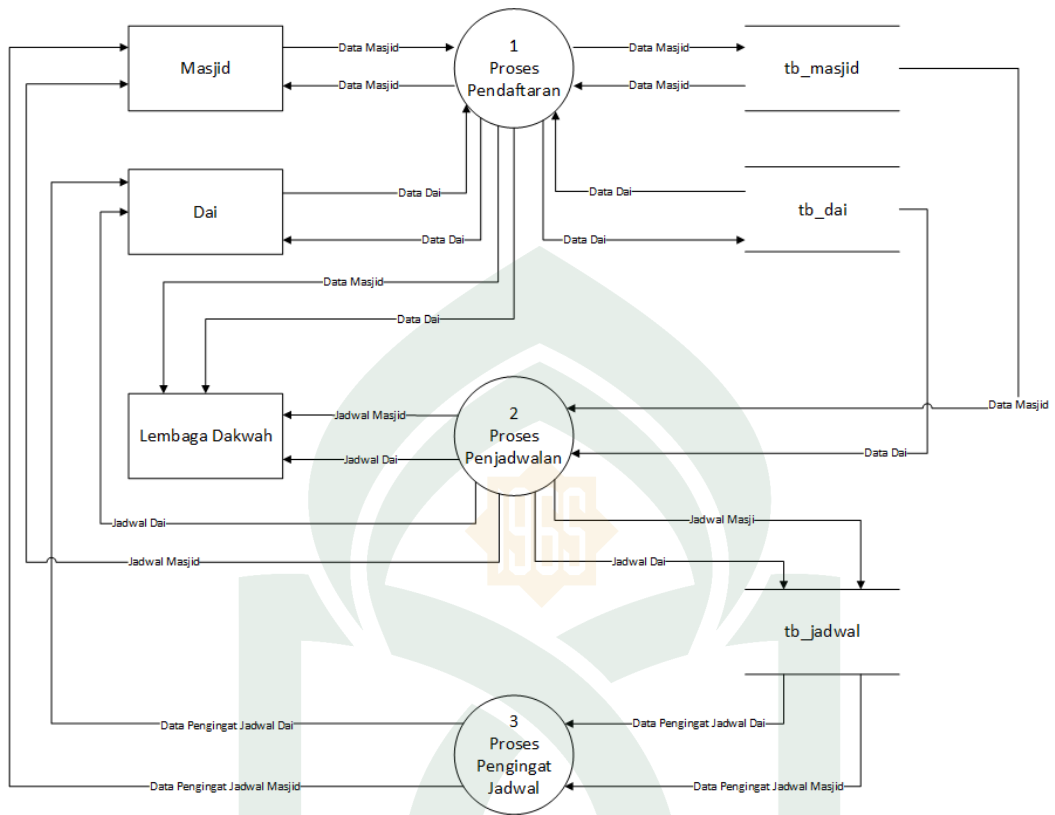 Masjid
Data Masjid
Data Masjid
1
Proses
Pendaftaran
Data Masjid
Data Masjid
tb_masjid
Dai
Data Dai
Data Dai
Data Dai
Data Dai
tb_dai
Data Masjid
Data Dai
Lembaga Dakwah
Jadwal Masjid
Jadwal Dai
2
Proses
Penjadwalan
Data Masjid
Data Dai
Jadwal Dai
Jadwal Masjid
1965
Jadwal Masji
Jadwal Dai
tb_jadwal
Data Pengingat Jadwal Dai
Data Pengingat Jadwal Masjid
3
Proses
Pengingat
Jadwal
Data Pengingat Jadwal Dai
Data Pengingat Jadwal Masjid